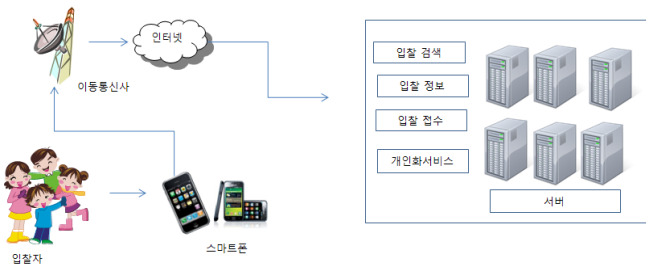 인터넷
이동통신사
입찰자
스마트폰
입찰 검색
입찰 정보
입찰 접수
개인화서비스
서버